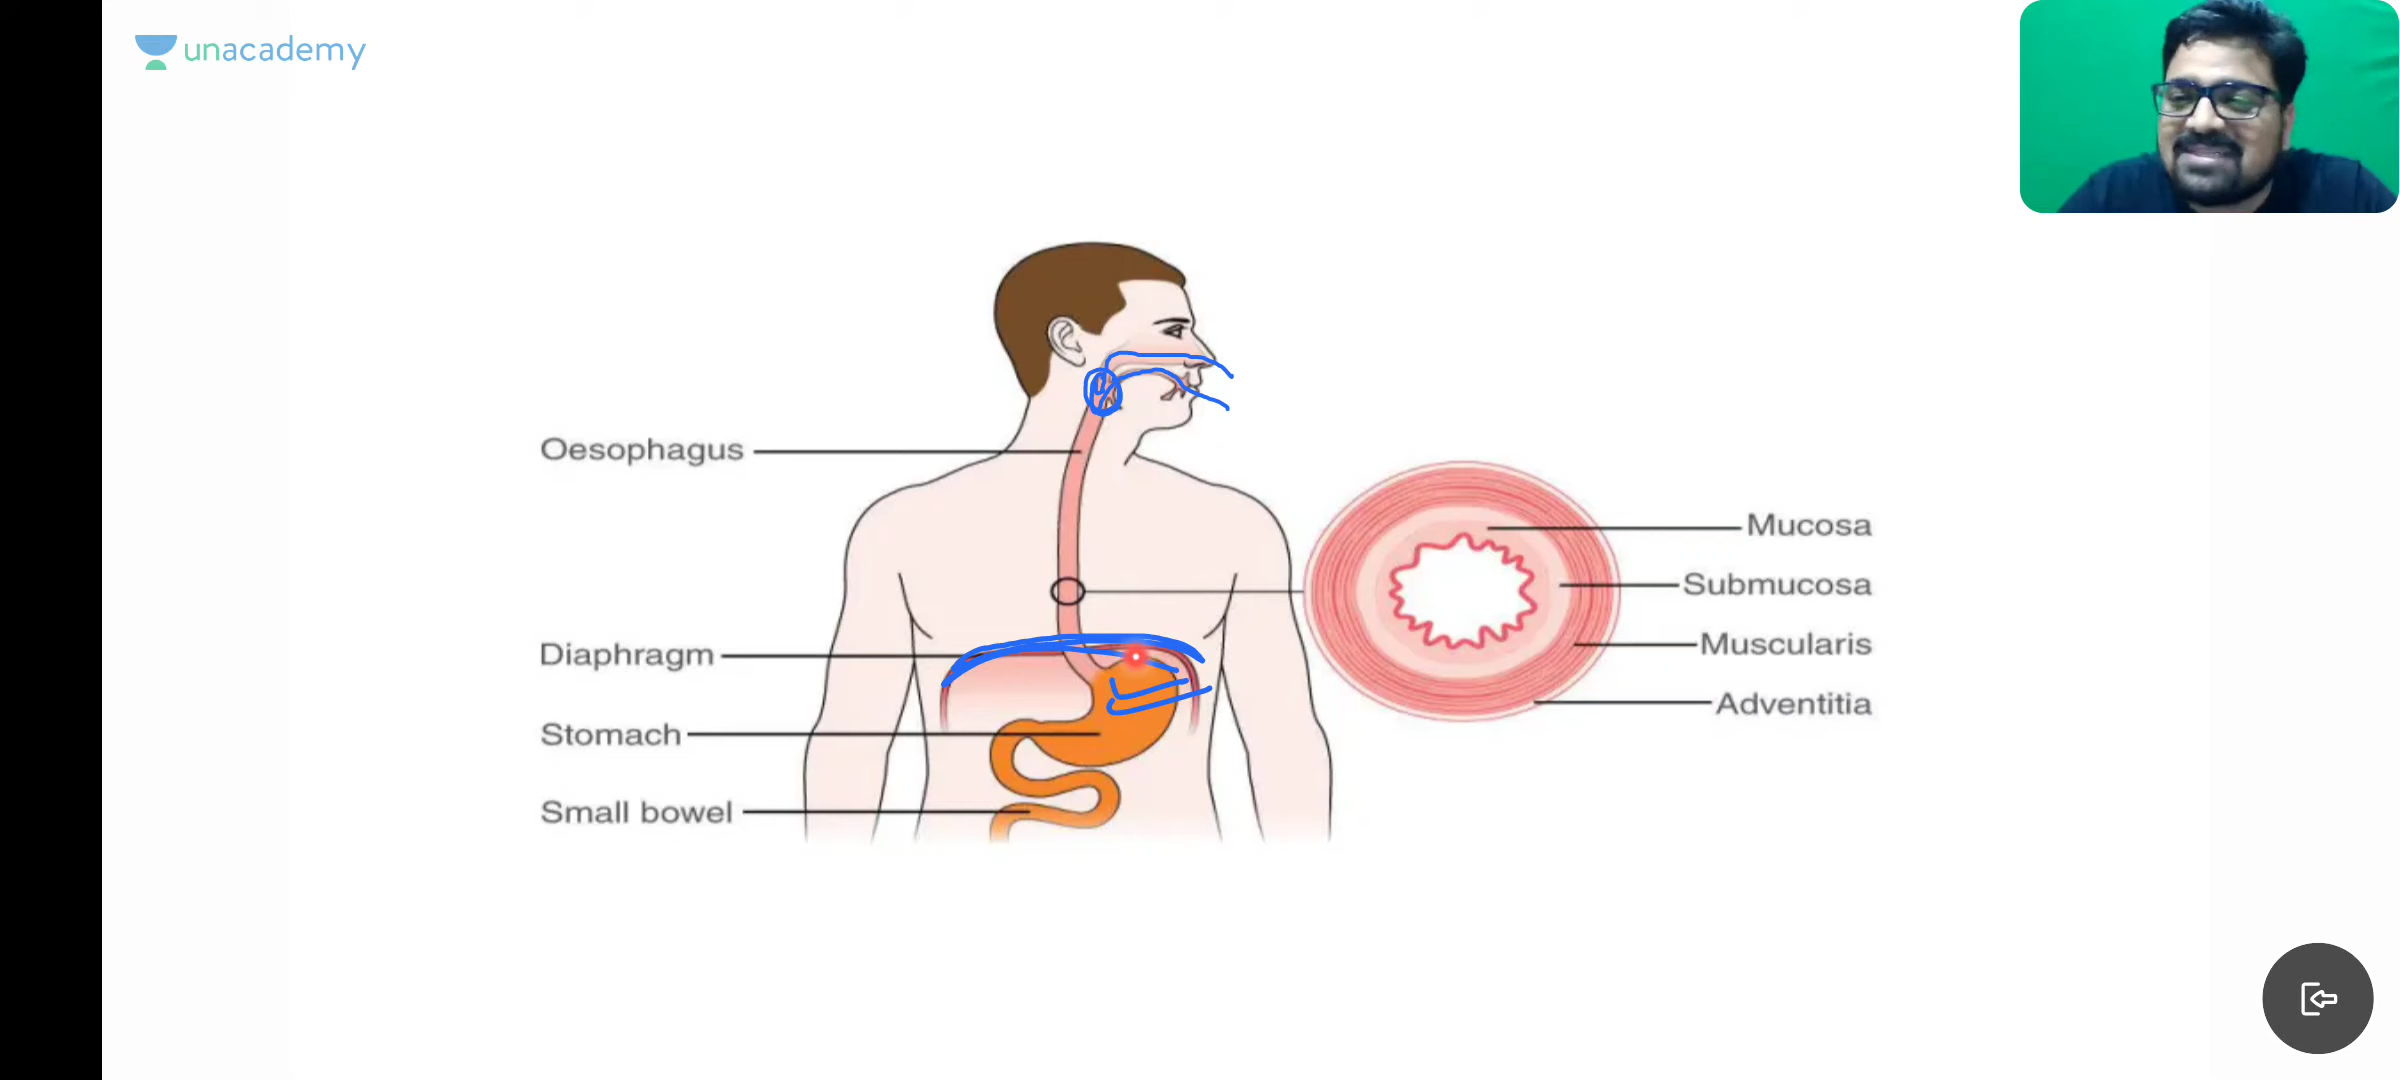 unacademy
Oesophagus
Diaphragm
Stomach
Small bowel
Mucosa
Submucosa
Muscularis
Adventitia